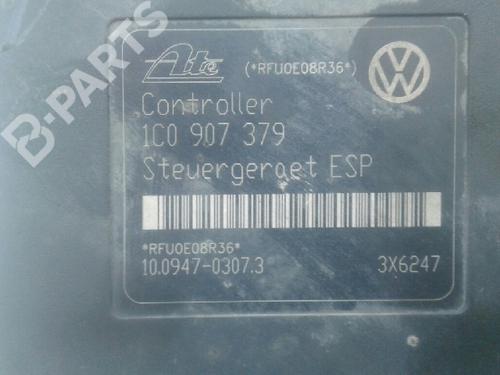 B-PARTS
Ate (*RFU0E08R36*)
Controller
1C0 907 379
Steuergeraet ESP
*RFU0E08R36*
10.0947-0307.3 3X6247